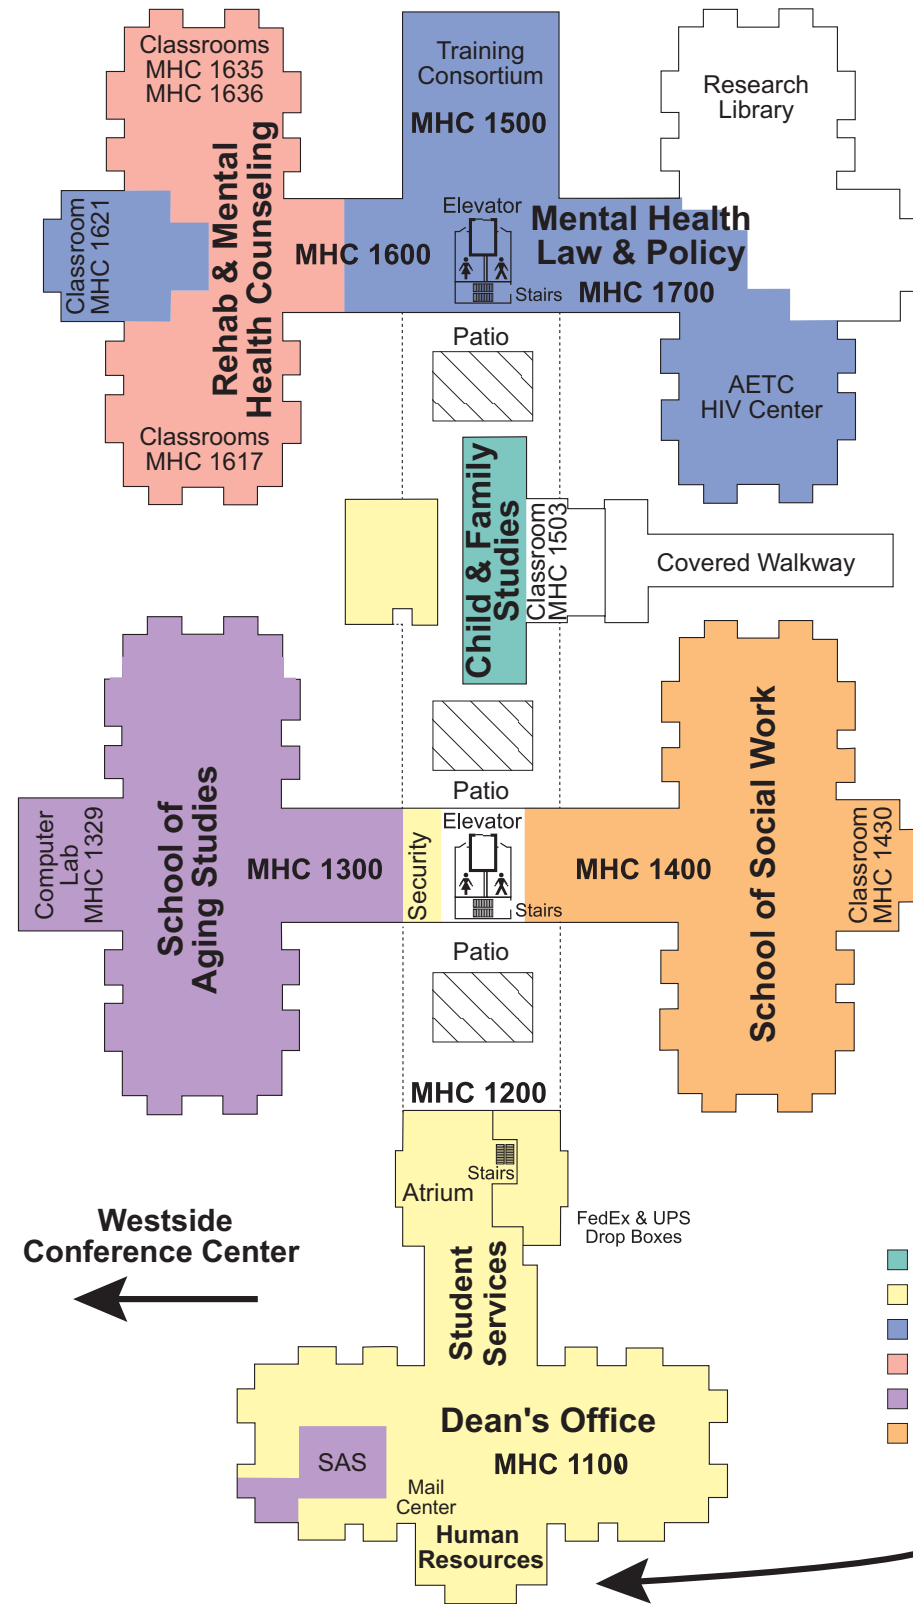 Classrooms
MHC 1635
MHC 1636
Training
Consortium
MHC 1500
Research
Library
Rehab & Mental
Health Counseling
Classroom
MHC 1621
MHC 1600
Elevator
Stairs
Mental Health
Law & Policy
MHC 1700
Patio
AETC
HIV Center
Classrooms
MHC 1617
Child & Family
Studies
Classroom
MHC 1503
Covered Walkway
Patio
Computer
Lab
MHC 1329
School of
Aging Studies
MHC 1300
Security
Elevator
Stairs
MHC 1400
School of Social Work
Classroom
MHC 1430
Patio
MHC 1200
Stairs
Atrium
FedEx & UPS
Drop Boxes
Westside
Conference Center
Student
Services
Dean's Office
MHC 1100
SAS
Mail
Center
Human
Resources